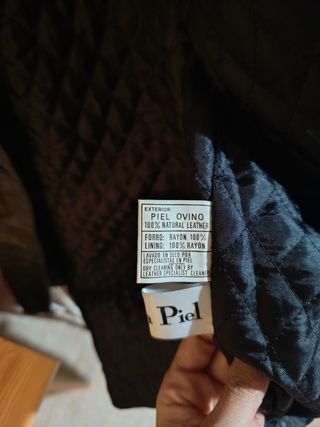 EXTERIOR
PIEL OVINO
100% NATURAL LEATHER
FORRO: RAYON 100%
LINING: 100% RAYON
LAVADO EN SECO POR
ESPECIALISTAS EN PIEL
DRY CLEANING ONLY BY
LEATHER SPECIALIST CLEANER
Piel